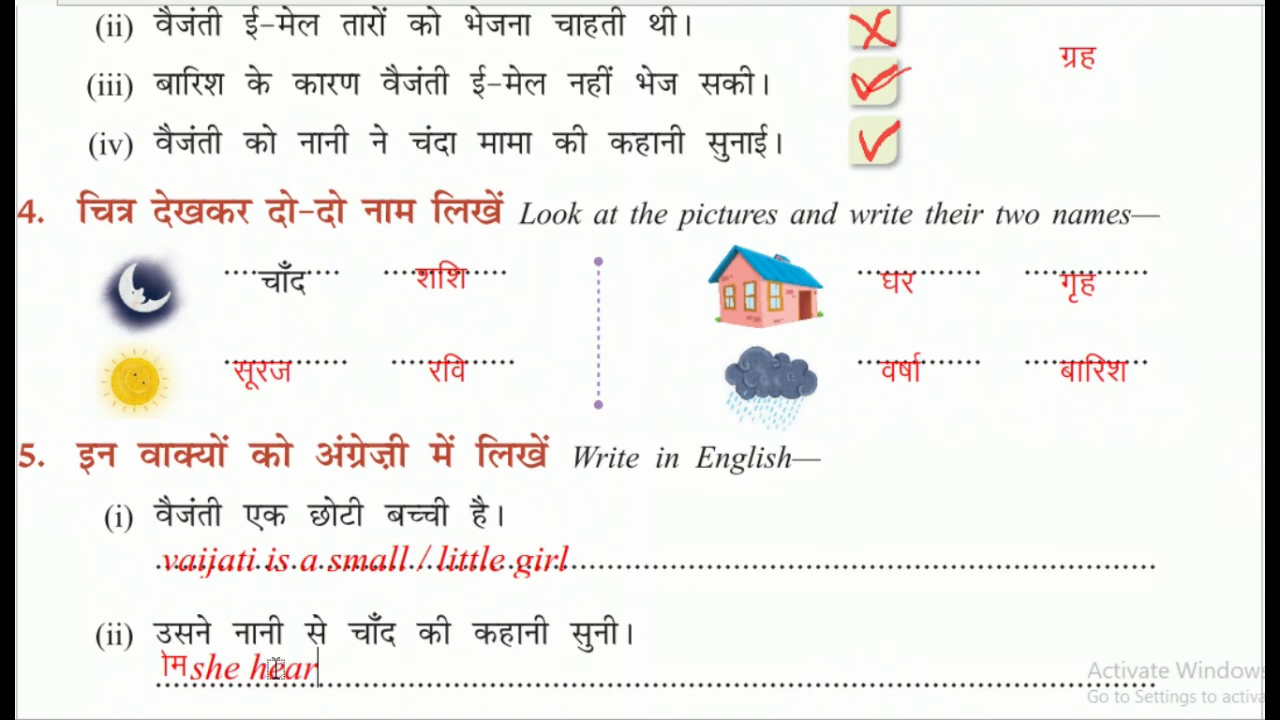 (ii) वैजंती ई-मेल तारों को भेजना चाहती थी।
ग्रह
(iii) बारिश के कारण वैजंती ई-मेल नहीं भेज सकी।
(iv) वैजंती को नानी ने चंदा मामा की कहानी सुनाई।
4. चित्र देखकर दो-दो नाम लिखें Look at the pictures and write their two names—
चाँद शशि घर गृह
सूरज रवि वर्षा बारिश
5. इन वाक्यों को अंग्रेज़ी में लिखें Write in English—
(i) वैजंती एक छोटी बच्ची है।
vaijati is a small / little girl
(ii) उसने नानी से चाँद की कहानी सुनी।
ोम she hear
Activate Windows
Go to Settings to activa